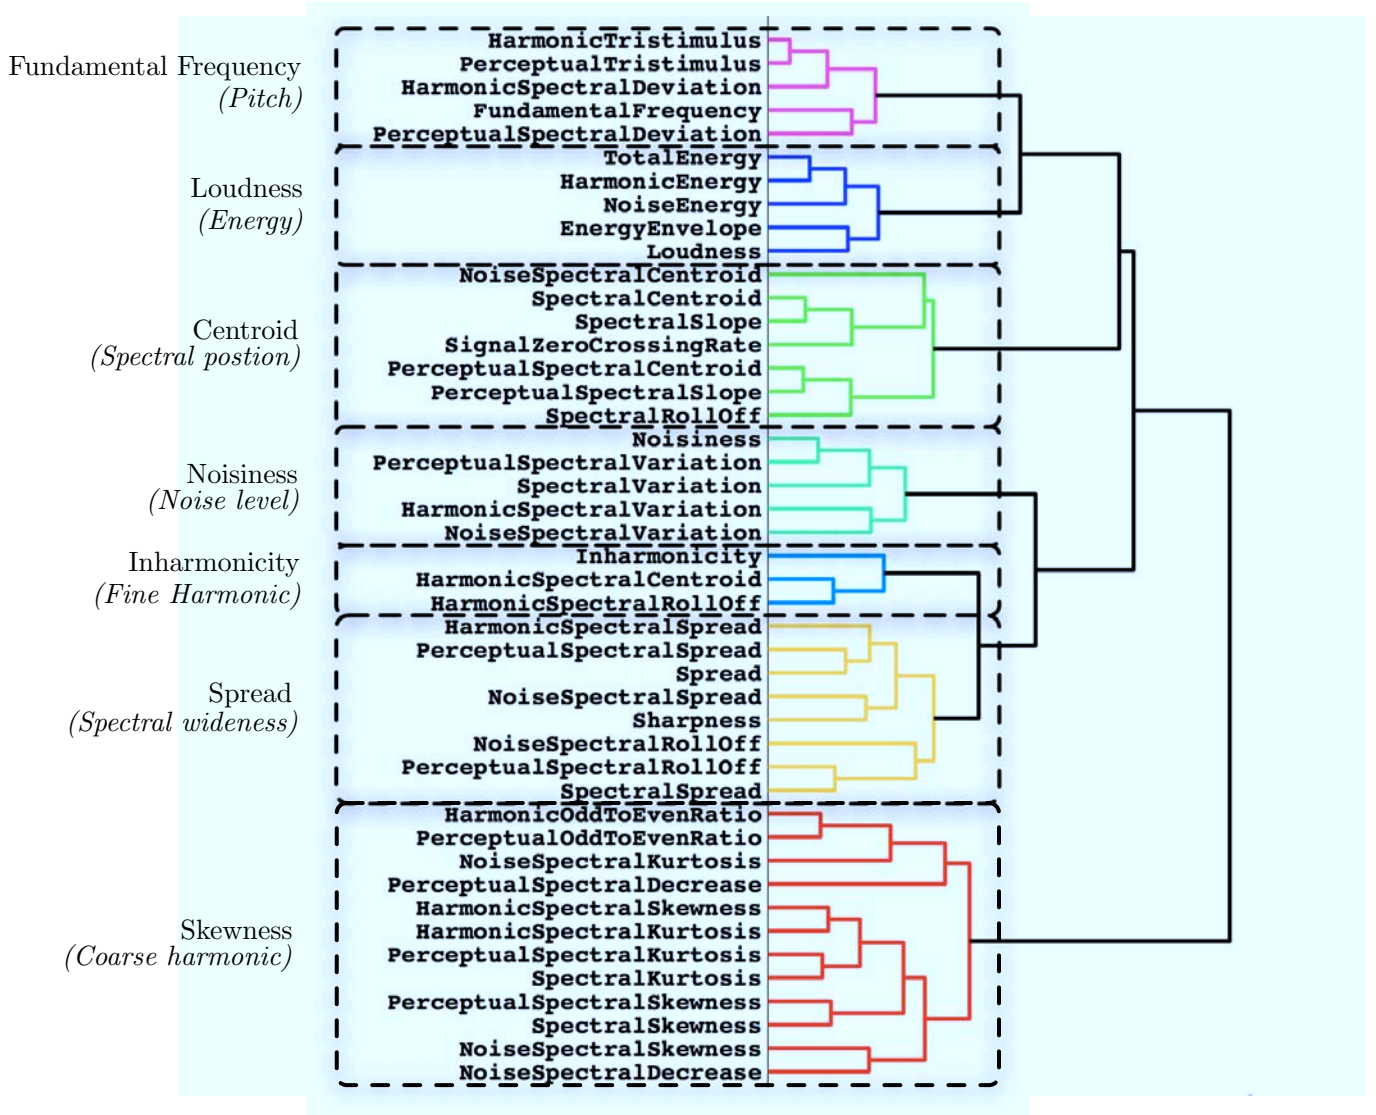 Fundamental Frequency
(Pitch)
HarmonicTristimulus
PerceptualTristimulus
HarmonicSpectralDeviation
FundamentalFrequency
PerceptualSpectralDeviation
Loudness
(Energy)
TotalEnergy
HarmonicEnergy
NoiseEnergy
EnergyEnvelope
Loudness
Centroid
(Spectral postion)
NoiseSpectralCentroid
SpectralCentroid
SpectralSlope
SignalZeroCrossingRate
PerceptualSpectralCentroid
PerceptualSpectralSlope
SpectralRollOff
Noisiness
(Noise level)
Noisiness
PerceptualSpectralVariation
SpectralVariation
HarmonicSpectralVariation
NoiseSpectralVariation
Inharmonicity
(Fine Harmonic)
Inharmonicity
HarmonicSpectralCentroid
HarmonicSpectralRollOff
Spread
(Spectral wideness)
HarmonicSpectralSpread
PerceptualSpectralSpread
Spread
NoiseSpectralSpread
Sharpness
NoiseSpectralRollOff
PerceptualSpectralRollOff
SpectralSpread
Skewness
(Coarse harmonic)
HarmonicOddToEvenRatio
PerceptualOddToEvenRatio
NoiseSpectralKurtosis
PerceptualSpectralDecrease
HarmonicSpectralSkewness
HarmonicSpectralKurtosis
PerceptualSpectralKurtosis
SpectralKurtosis
PerceptualSpectralSkewness
SpectralSkewness
NoiseSpectralSkewness
NoiseSpectralDecrease